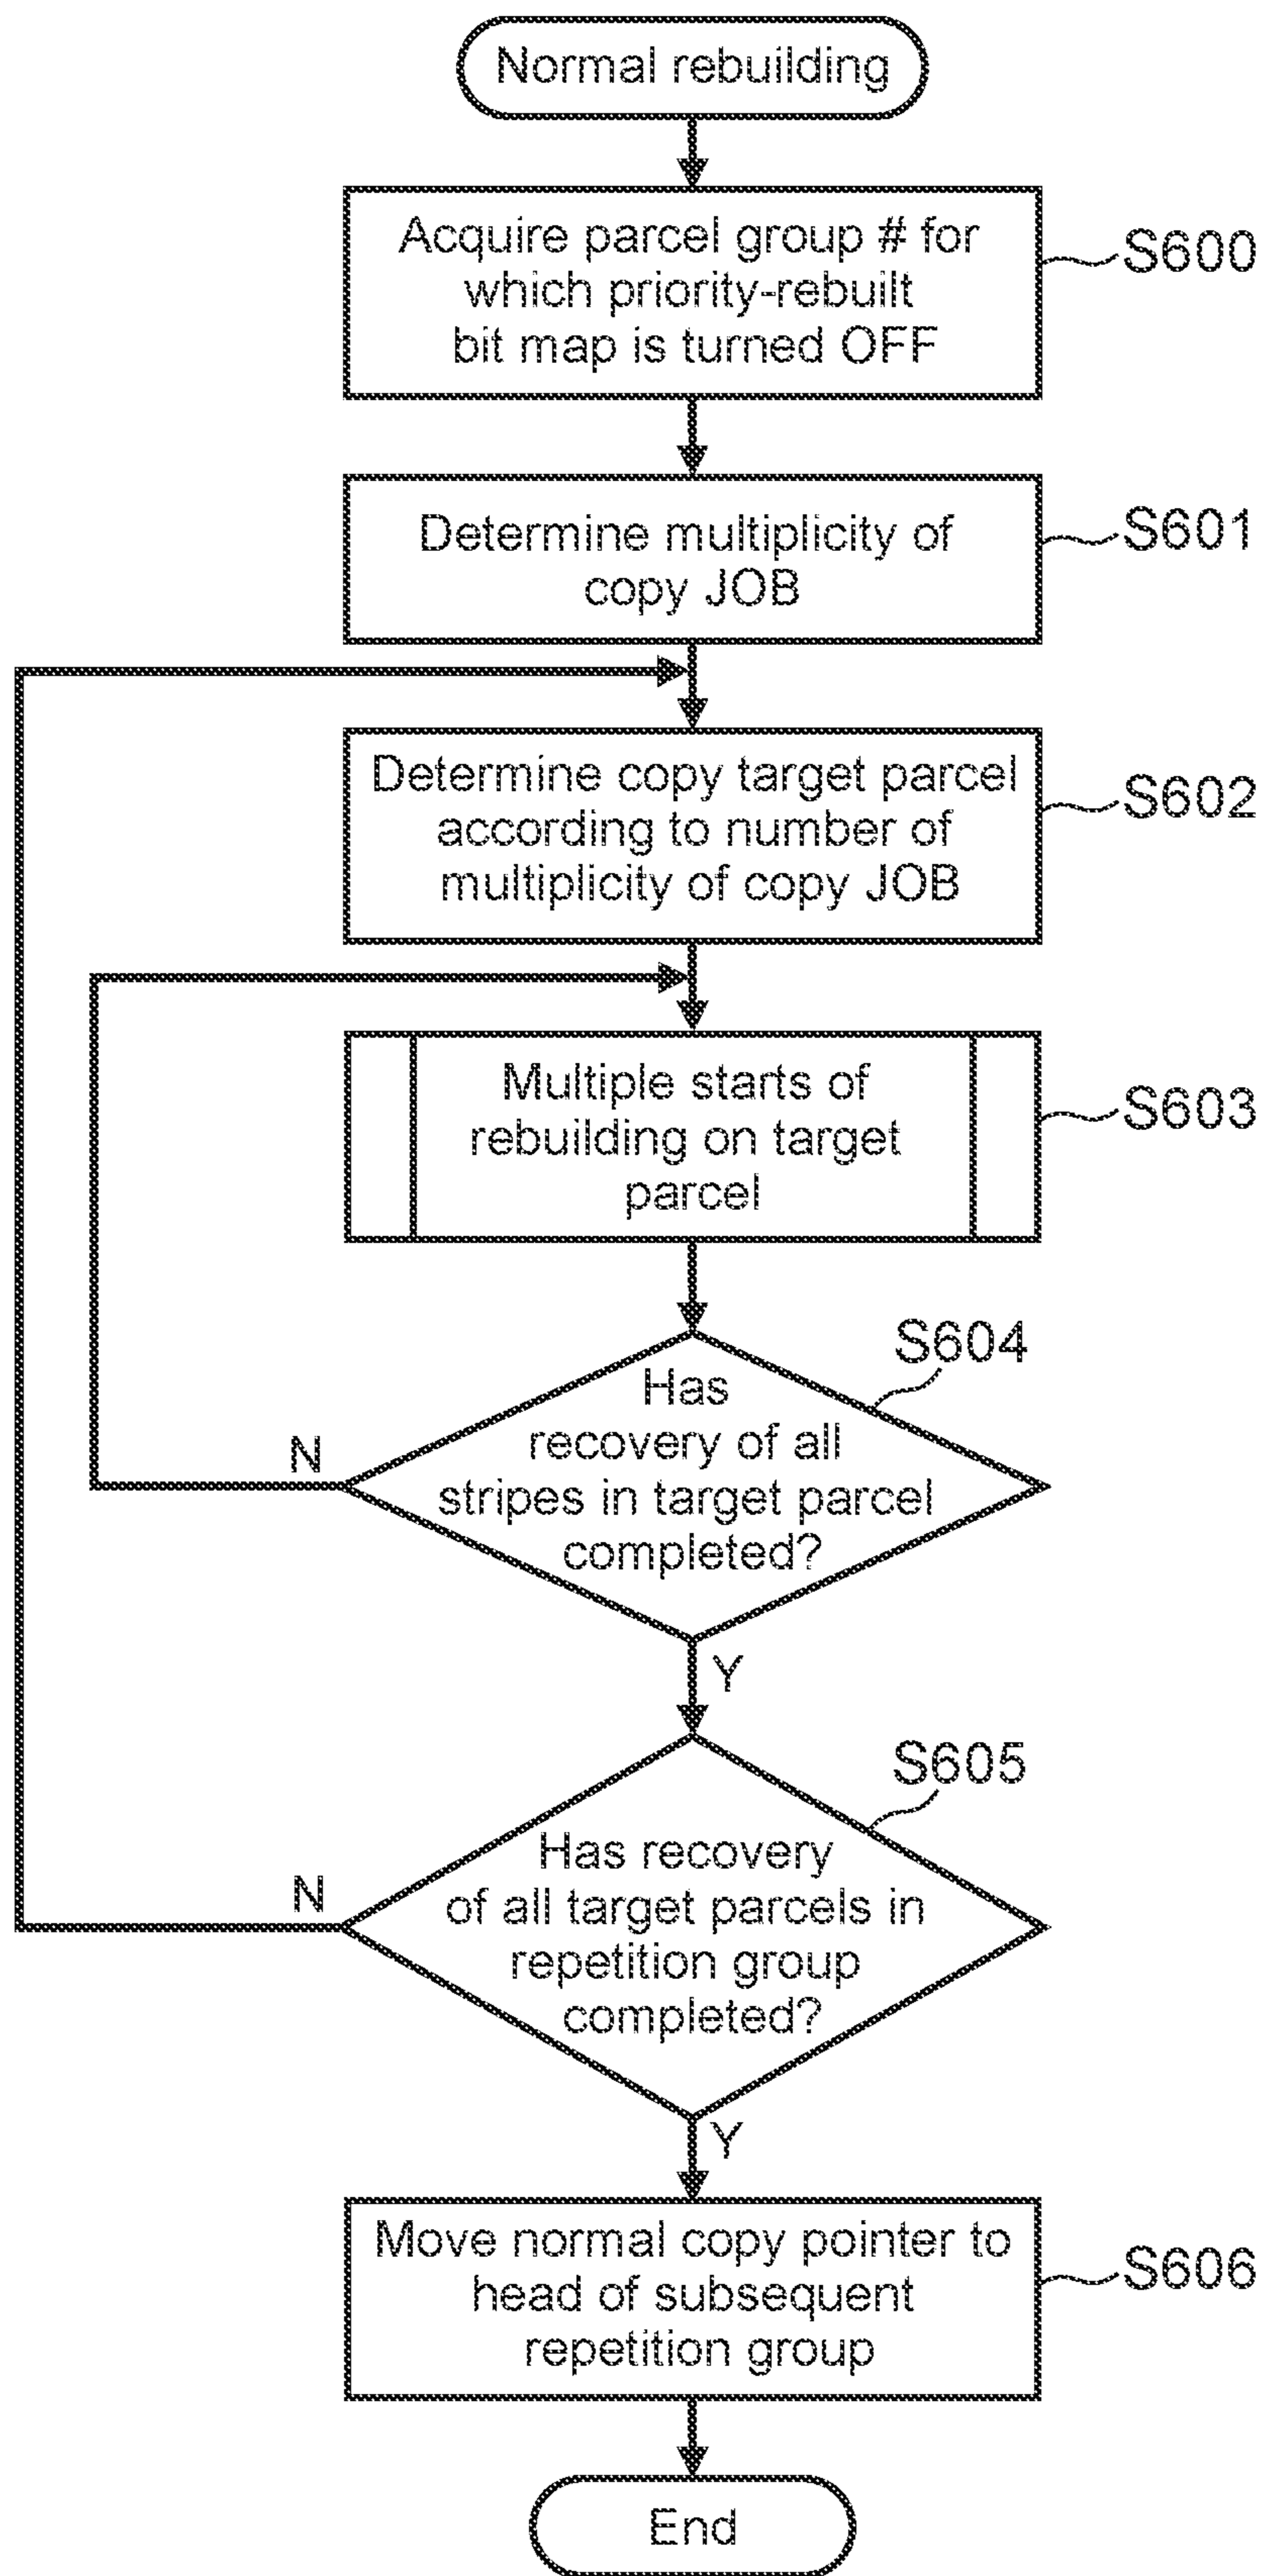 Normal rebuilding
Acquire parcel group # for
which priority-rebuilt
bit map is turned OFF
S600
Determine multiplicity of
copy JOB
S601
Determine copy target parcel
according to number of
multiplicity of copy JOB
S602
Multiple starts of
rebuilding on target
parcel
S603
S604
Has
recovery of all
stripes in target parcel
completed?
N
Y
S605
Has recovery
of all target parcels in
repetition group
completed?
N
Y
Move normal copy pointer to
head of subsequent
repetition group
S606
End